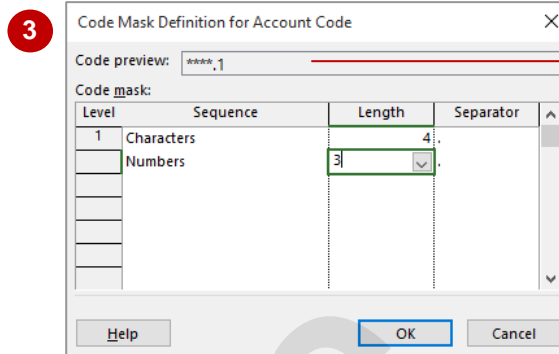 3
Code Mask Definition for Account Code
Code preview: ****.1
Code mask:
Level Sequence Length Separator
1 Characters 4 .
Numbers 3 .
Help OK Cancel